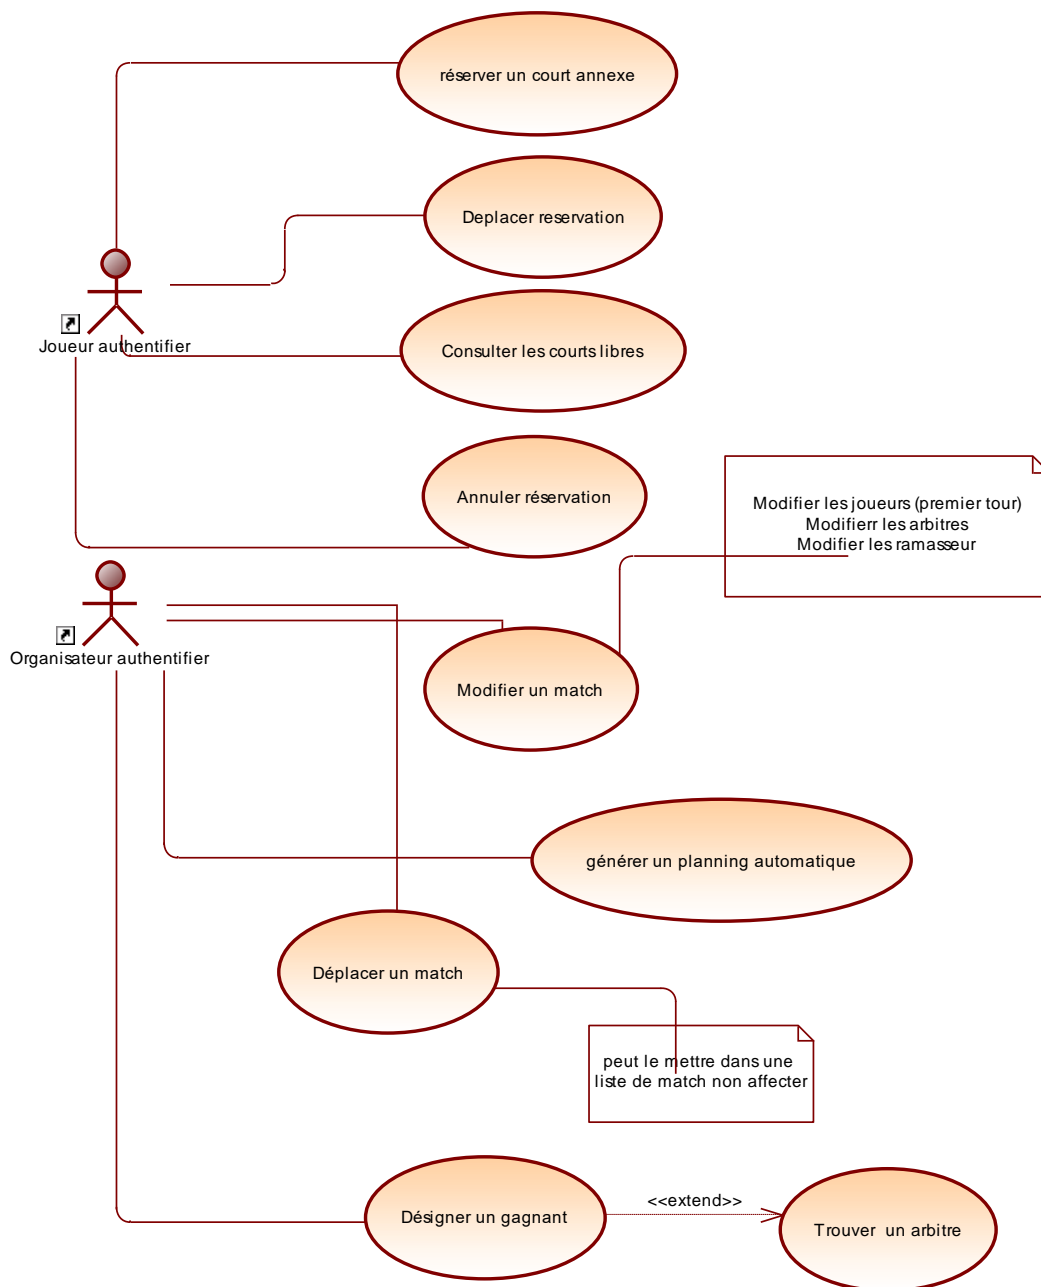 réserver un court annexe
Deplacer reservation
Joueur authentifier
Consulter les courts libres
Annuler réservation
Modifier les joueurs (premier tour)
Modifierr les arbitres
Modifier les ramasseur
Organisateur authentifier
Modifier un match
générer un planning automatique
Déplacer un match
peut le mettre dans une
liste de match non affecter
Désigner un gagnant
<<extend>>
Trouver un arbitre